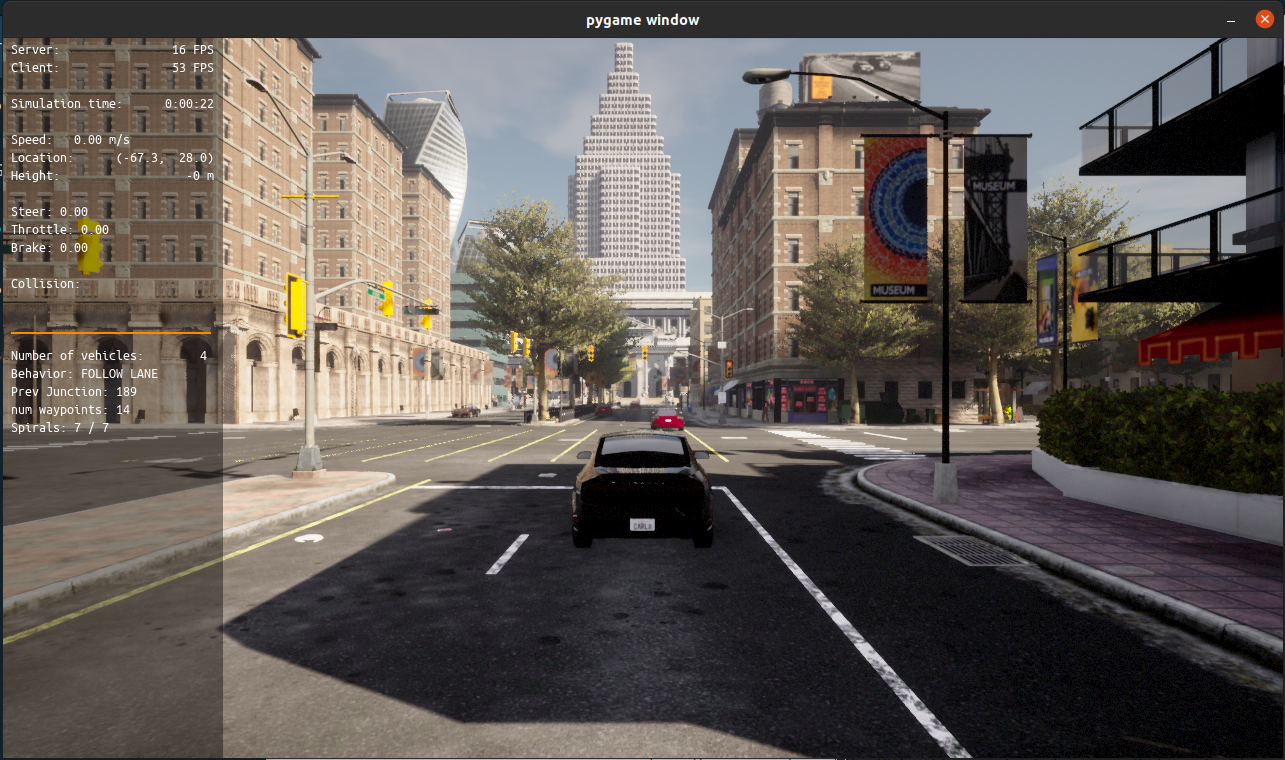 pygame window
Server: 16 FPS
Client: 53 FPS
Simulation time: 0:00:22
Speed: 0.00 m/s
Location: (-67.3, 28.0)
Height: -0 m
Steer: 0.00
Throttle: 0.00
Brake: 0.00
Collision:
Number of vehicles: 4
Behavior: FOLLOW LANE
Prev Junction: 189
num waypoints: 14
Spirals: 7 / 7
MUSEUM
MUSEUM
CARLA